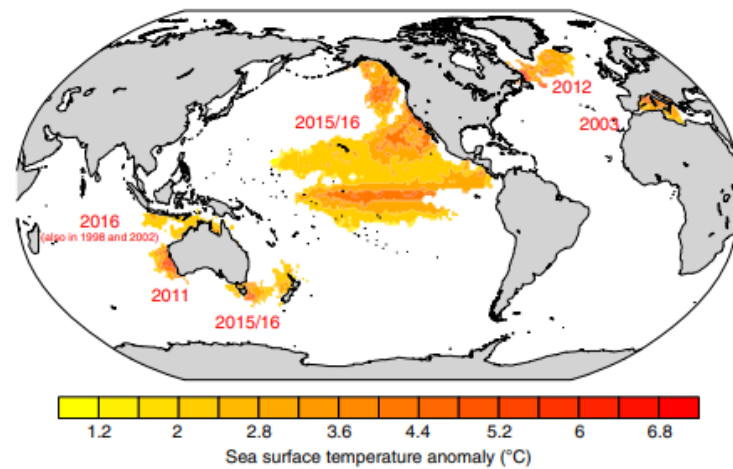 2012
2003
2015/16
2016
(also in 1998 and 2002)
2011
2015/16
1.2 2 2.8 3.6 4.4 5.2 6 6.8
Sea surface temperature anomaly (°C)